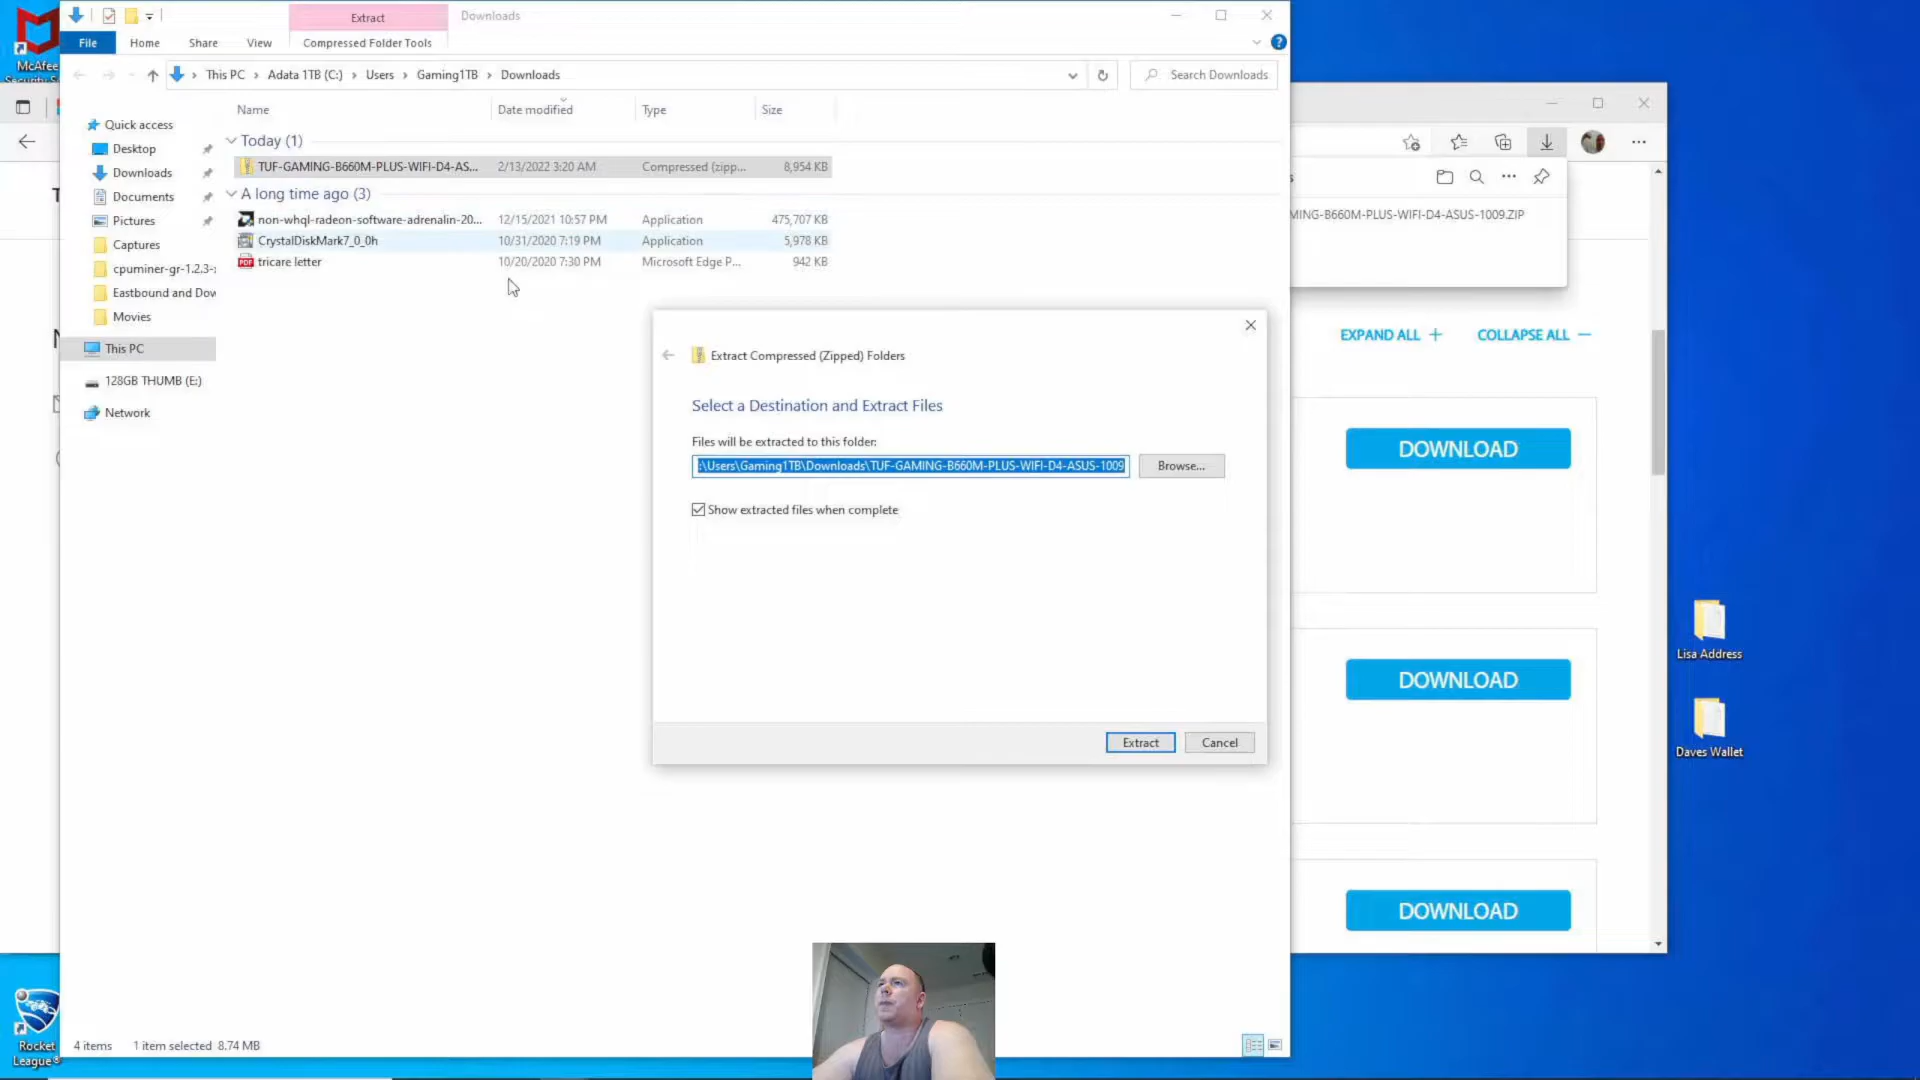 McAfee
Extract
Downloads
File
Home
Share
View
Compressed Folder Tools
This PC
Adata 1TB (C:)
Users
Gaming1TB
Downloads
Search Downloads
Name
Date modified
Type
Size
Quick access
Desktop
Downloads
Documents
Pictures
Captures
cpuminer-gr-1.2.3-
Eastbound and Dow
Movies
This PC
128GB THUMB (E:)
Network
Today (1)
TUF-GAMING-B660M-PLUS-WIFI-D4-AS... 2/13/2022 3:20 AM Compressed (zipp... 8,954 KB
A long time ago (3)
non-whql-radeon-software-adrenalin-20... 12/15/2021 10:57 PM Application 475,707 KB
CrystalDiskMark7_0_0h 10/31/2020 7:19 PM Application 5,978 KB
tricare letter 10/20/2020 7:30 PM Microsoft Edge P... 942 KB
PDF
Extract Compressed (Zipped) Folders
Select a Destination and Extract Files
Files will be extracted to this folder:
:\Users\Gaming1TB\Downloads\TUF-GAMING-B660M-PLUS-WIFI-D4-ASUS-1009
Browse...
Show extracted files when complete
Extract
Cancel
MING-B660M-PLUS-WIFI-D4-ASUS-1009.ZIP
EXPAND ALL +
COLLAPSE ALL —
DOWNLOAD
DOWNLOAD
DOWNLOAD
Lisa Address
Daves Wallet
Rocket
League®
4 items
1 item selected 8.74 MB